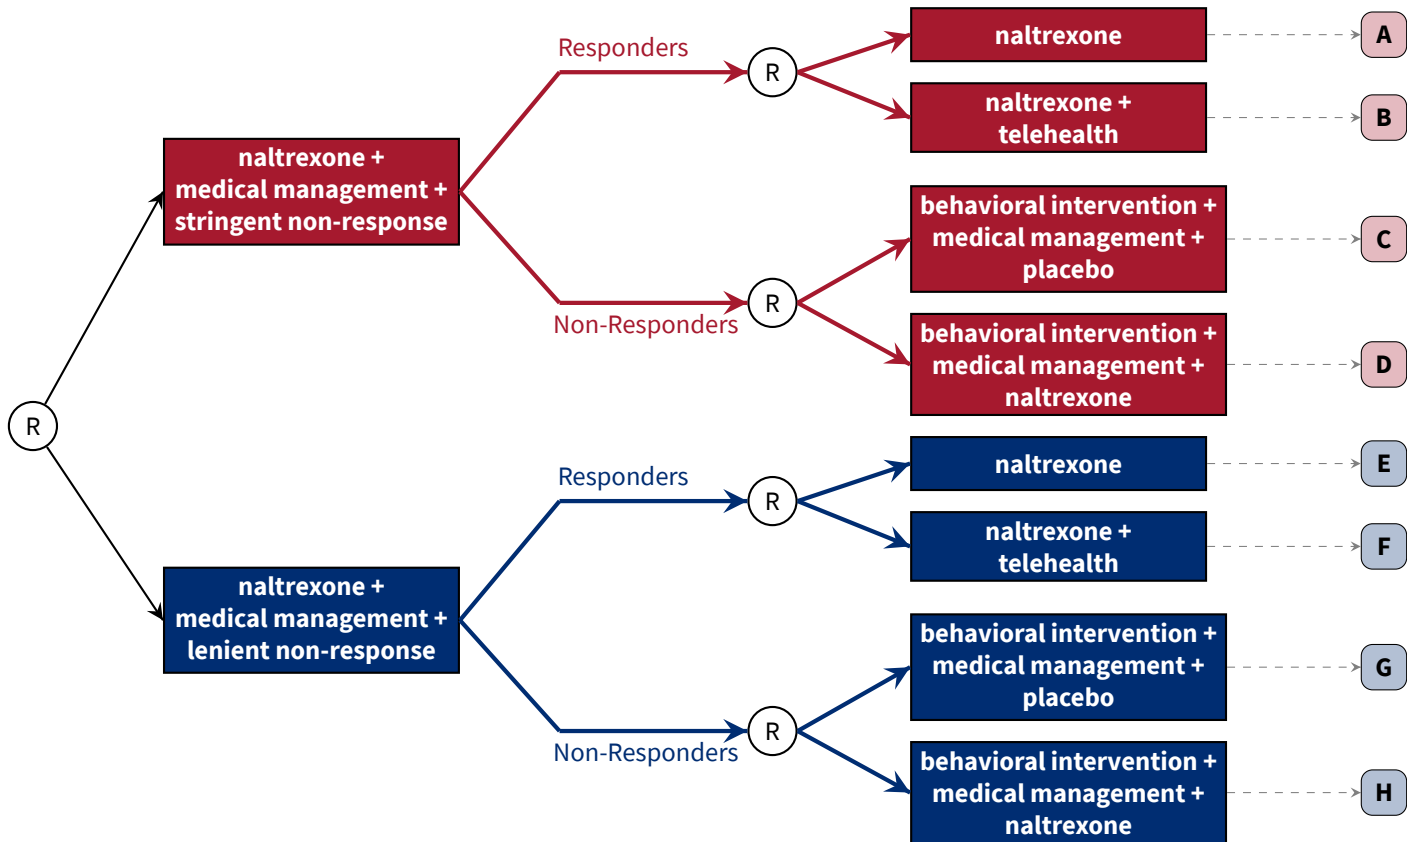 R
naltrexone +
medical management +
stringent non-response
Responders
R
naltrexone
A
naltrexone +
telehealth
B
Non-Responders
R
behavioral intervention +
medical management +
placebo
C
behavioral intervention +
medical management +
naltrexone
D
naltrexone +
medical management +
lenient non-response
Responders
R
naltrexone
E
naltrexone +
telehealth
F
Non-Responders
R
behavioral intervention +
medical management +
placebo
G
behavioral intervention +
medical management +
naltrexone
H